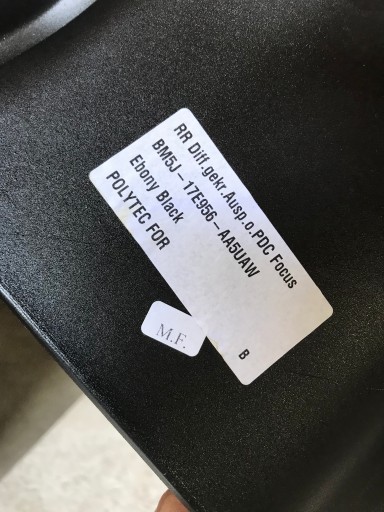 RR Diff.gekr.Ausp.o.PDC Focus
BM5J-17E956-AA5UAW
Ebony Black
POLYTEC FOR
B
M.F.